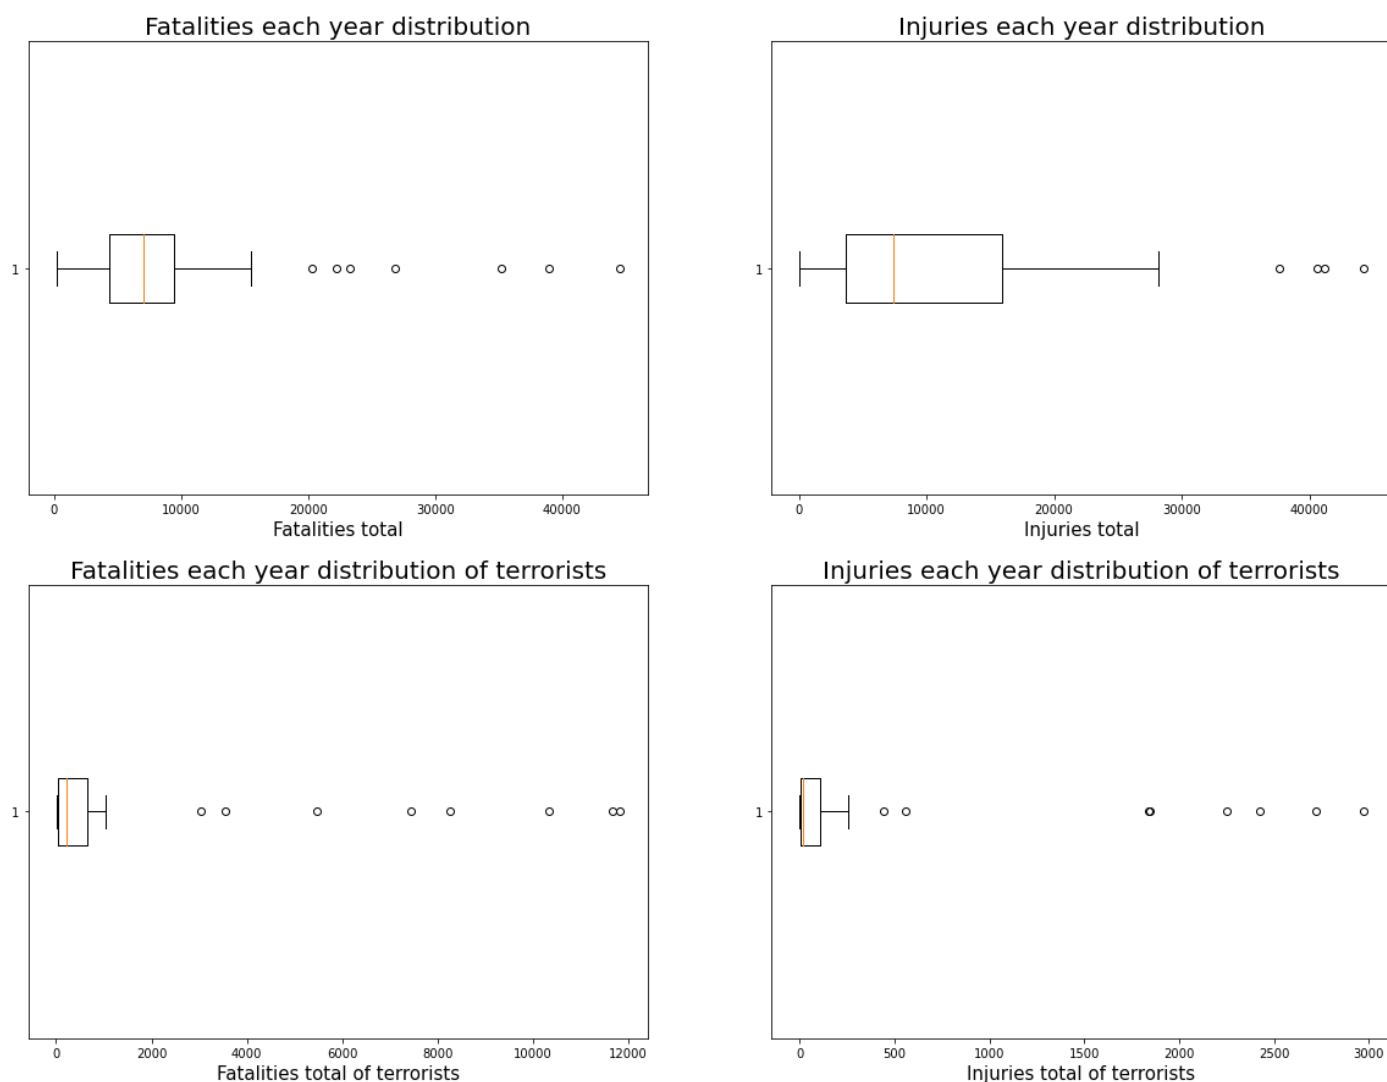 Fatalities each year distribution
1
0 10000 20000 30000 40000
Fatalities total
Injuries each year distribution
1
0 10000 20000 30000 40000
Injuries total
Fatalities each year distribution of terrorists
1
0 2000 4000 6000 8000 10000 12000
Fatalities total of terrorists
Injuries each year distribution of terrorists
1
0 500 1000 1500 2000 2500 3000
Injuries total of terrorists